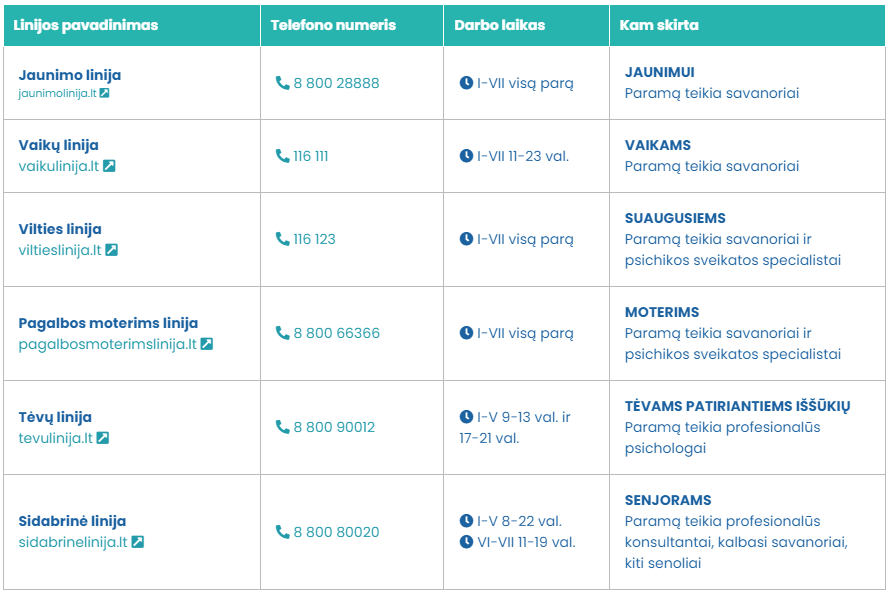 Linijos pavadinimas Telefono numeris Darbo laikas Kam skirta
Jaunimo linija
jaunimolinija.lt
8 800 28888
I-VII visą parą
JAUNIMUI
Paramą teikia savanoriai
Vaikų linija
vaikulinija.lt
116 111
I-VII 11-23 val.
VAIKAMS
Paramą teikia savanoriai
Vilties linija
viltieslinija.lt
116 123
I-VII visą parą
SUAUGUSIEMS
Paramą teikia savanoriai ir
psichikos sveikatos specialistai
Pagalbos moterims linija
pagalbosmoterimslinija.lt
8 800 66366
I-VII visą parą
MOTERIMS
Paramą teikia savanoriai ir
psichikos sveikatos specialistai
Tėvų linija
tevulinija.lt
8 800 90012
I-V 9-13 val. ir
17-21 val.
TĖVAMS PATIRIANTIEMS IŠŠŪKIŲ
Paramą teikia profesionalūs
psichologai
Sidabrinė linija
sidabrinelinija.lt
8 800 80020
I-V 8-22 val.
VI-VII 11-19 val.
SENJORAMS
Paramą teikia profesionalūs
konsultantai, kalbasi savanoriai,
kiti senoliai